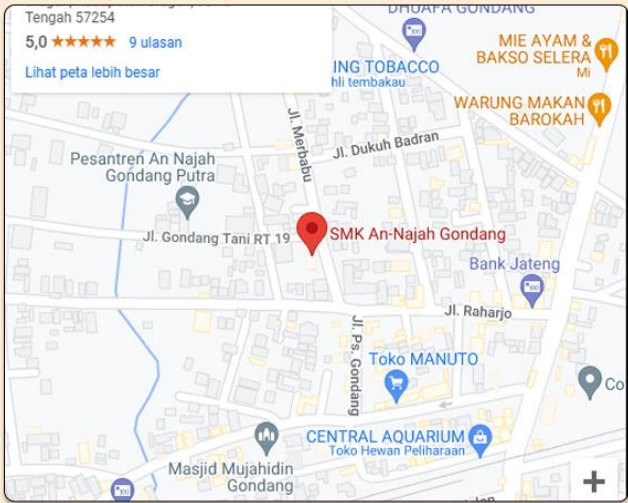 Tengah 57254
5,0 ★★★★★ 9 ulasan
Lihat peta lebih besar
DHUAFA GONDANG
MIE AYAM &
BAKSO SELERA
Mi
ING TOBACCO
hli tembakau
WARUNG MAKAN
BAROKAH
Jl. Merbabu
Jl. Dukuh Badran
Pesantren An Najah
Gondang Putra
Jl. Gondang Tani RT 19
SMK An-Najah Gondang
Bank Jateng
Jl. Raharjo
Jl. Ps. Gondang
Toko MANUTO
Co
CENTRAL AQUARIUM
Toko Hewan Peliharaan
Masjid Mujahidin
Gondang
+